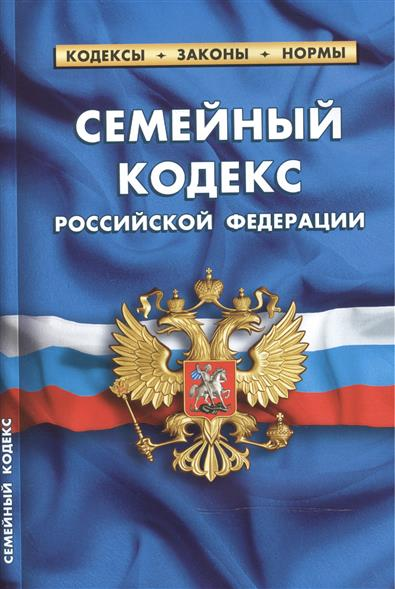 КОДЕКСЫ ✦ ЗАКОНЫ ✦ НОРМЫ
СЕМЕЙНЫЙ
КОДЕКС
РОССИЙСКОЙ ФЕДЕРАЦИИ
СЕМЕЙНЫЙ КОДЕКС